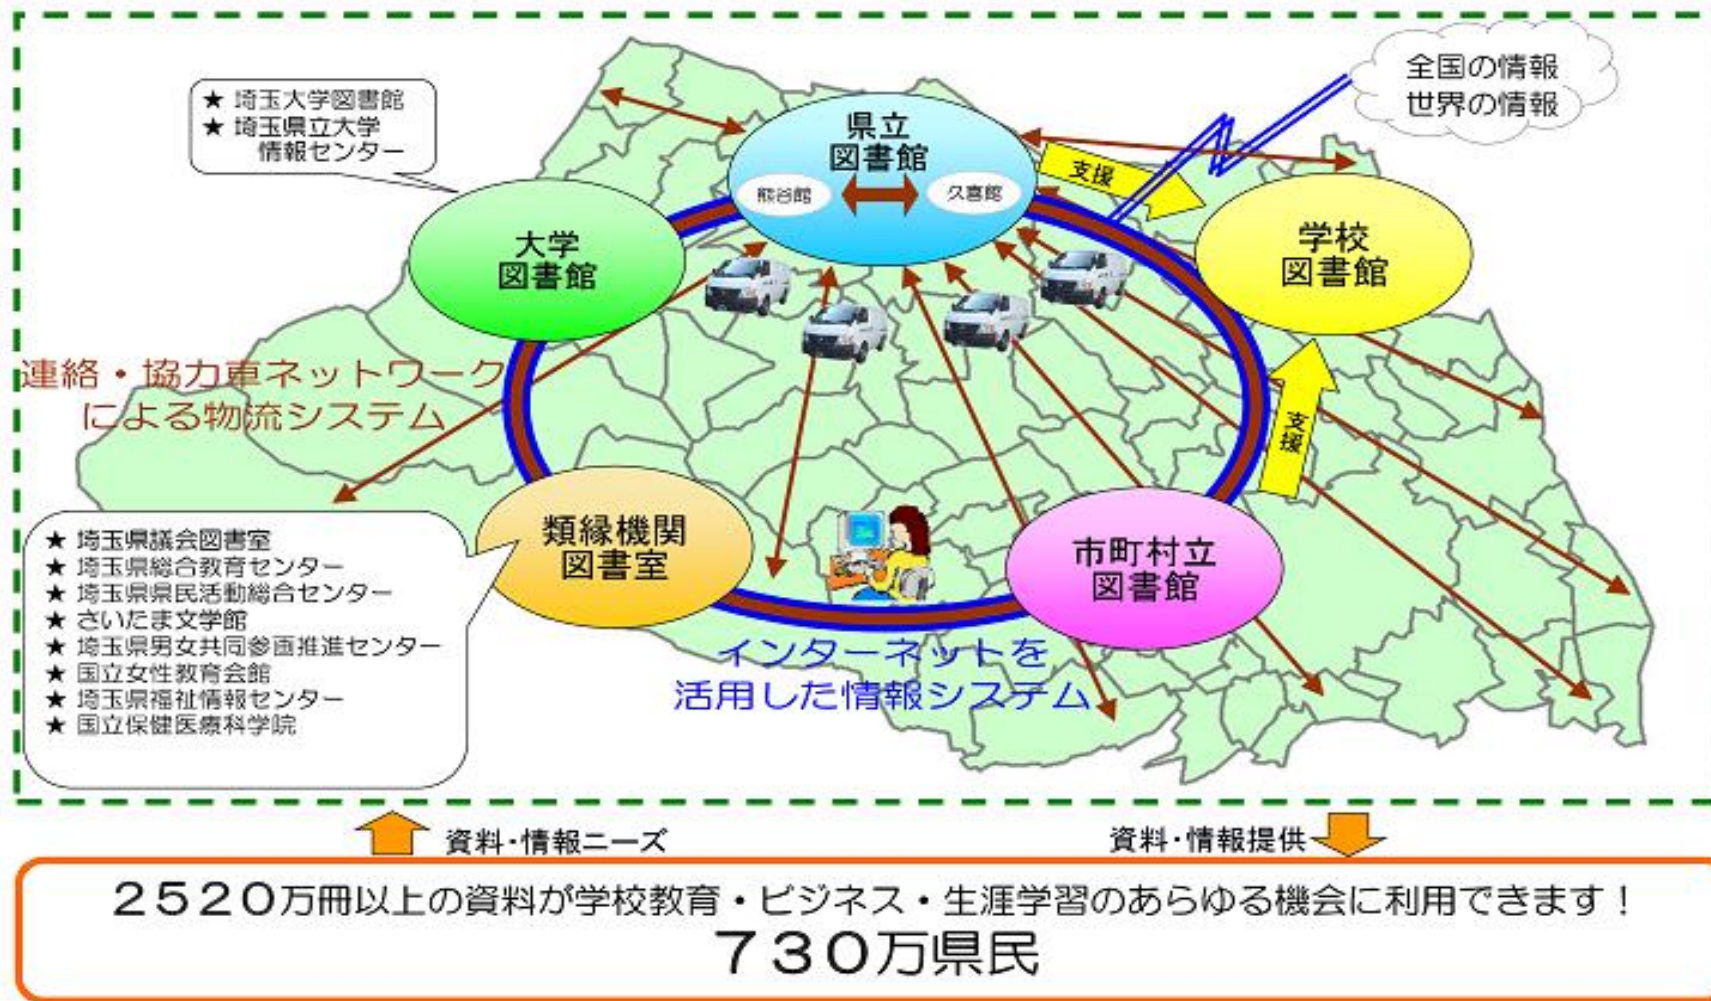 全国の情報
世界の情報
★ 埼玉大学図書館
★ 埼玉県立大学
情報センター
県立
図書館
熊谷館
久喜館
支援
大学
図書館
学校
図書館
連絡・協力車ネットワーク
による物流システム
支援
類縁機関
図書室
市町村立
図書館
★ 埼玉県議会図書室
★ 埼玉県総合教育センター
★ 埼玉県県民活動総合センター
★ さいたま文学館
★ 埼玉県男女共同参画推進センター
★ 国立女性教育会館
★ 埼玉県福祉情報センター
★ 国立保健医療科学院
インターネットを
活用した情報システム
資料・情報ニーズ
資料・情報提供
２５２０万冊以上の資料が学校教育・ビジネス・生涯学習のあらゆる機会に利用できます！
７３０万県民